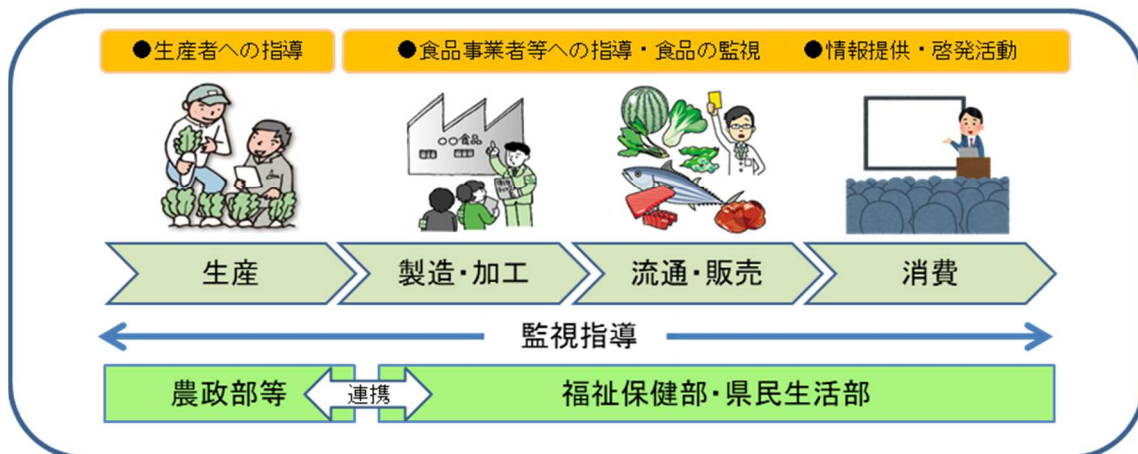 ●生産者への指導
●食品事業者等への指導・食品の監視 ●情報提供・啓発活動
○○食品
生産
製造・加工
流通・販売
消費
監視指導
農政部等
連携
福祉保健部・県民生活部